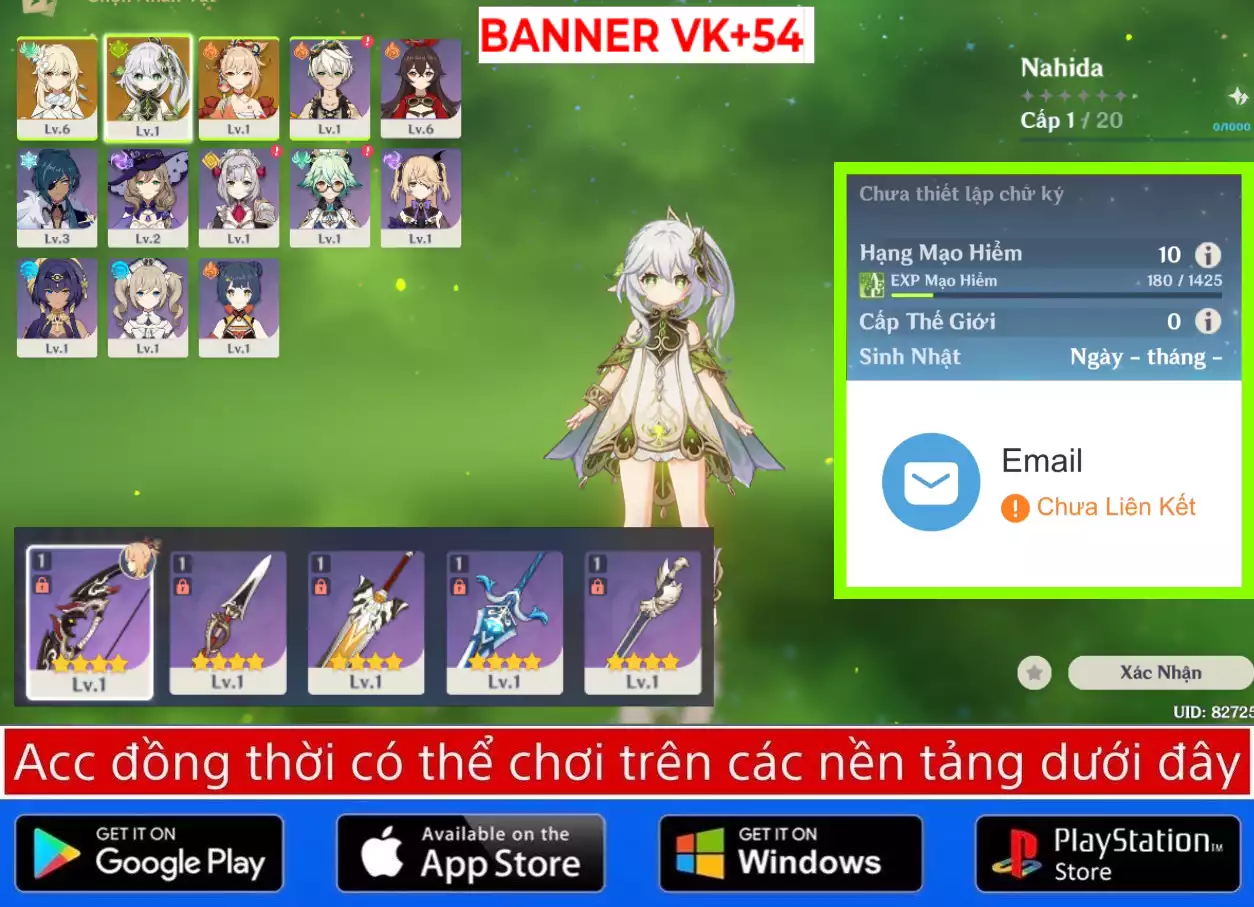 BANNER VK+54
Nahida
Cấp 1 / 20
0/1000
Lv.6
Lv.1
Lv.1
Lv.1
Lv.6
Lv.3
Lv.2
Lv.1
Lv.1
Lv.1
Lv.1
Lv.1
Lv.1
Chưa thiết lập chữ ký
Hạng Mạo Hiểm 10
EXP Mạo Hiểm 180 / 1425
Cấp Thế Giới 0
Sinh Nhật Ngày - tháng -
Email
Chưa Liên Kết
1
1
1
1
1
Lv.1
Lv.1
Lv.1
Lv.1
Lv.1
Xác Nhận
UID: 82725
Acc đồng thời có thể chơi trên các nền tảng dưới đây
GET IT ON
Google Play
Available on the
App Store
GET IT ON
Windows
PlayStation™
Store